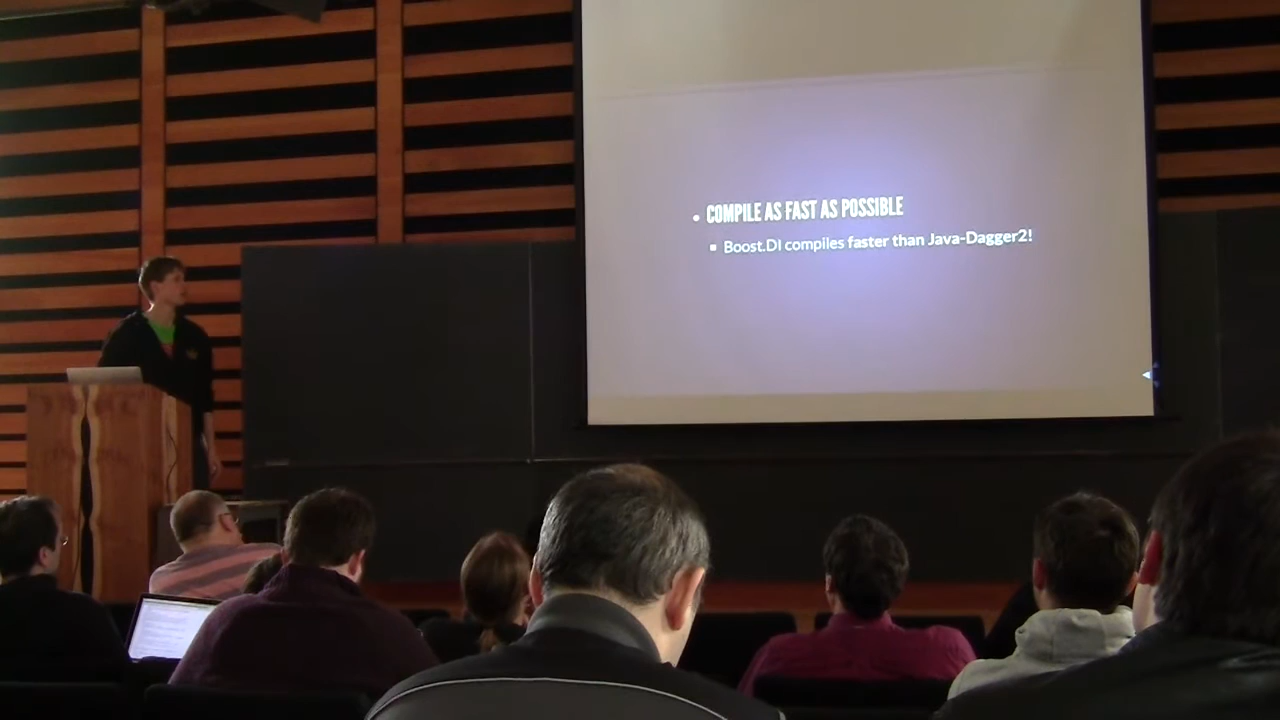 COMPILE AS FAST AS POSSIBLE
Boost.DI compiles faster than Java-Dagger2!